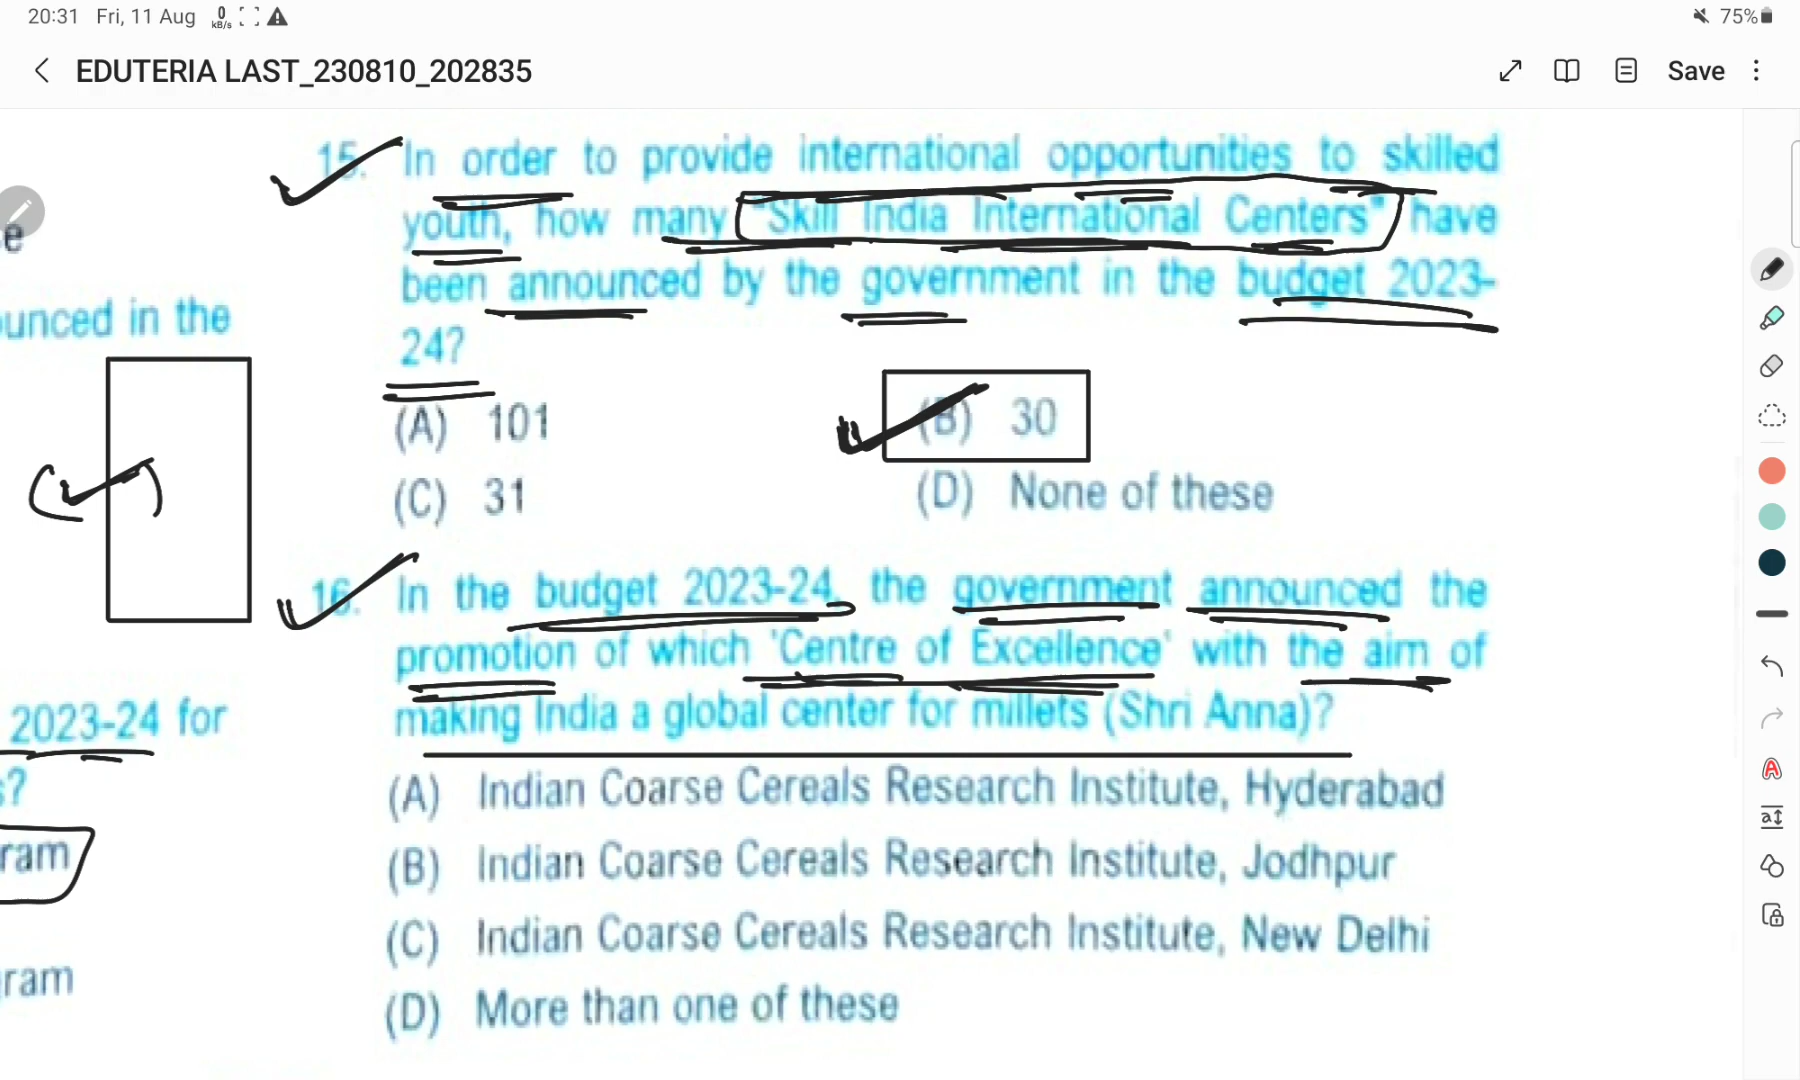 20:31 Fri, 11 Aug 0 kB/s 75%
EDUTERIA LAST_230810_202835 Save
e
ounced in the
2023-24 for
s?
ram
ram
15. In order to provide international opportunities to skilled
youth, how many "Skill India International Centers" have
been announced by the government in the budget 2023-
24?
(A) 101 (B) 30
(C) 31 (D) None of these
16. In the budget 2023-24, the government announced the
promotion of which 'Centre of Excellence' with the aim of
making India a global center for millets (Shri Anna)?
(A) Indian Coarse Cereals Research Institute, Hyderabad
(B) Indian Coarse Cereals Research Institute, Jodhpur
(C) Indian Coarse Cereals Research Institute, New Delhi
(D) More than one of these